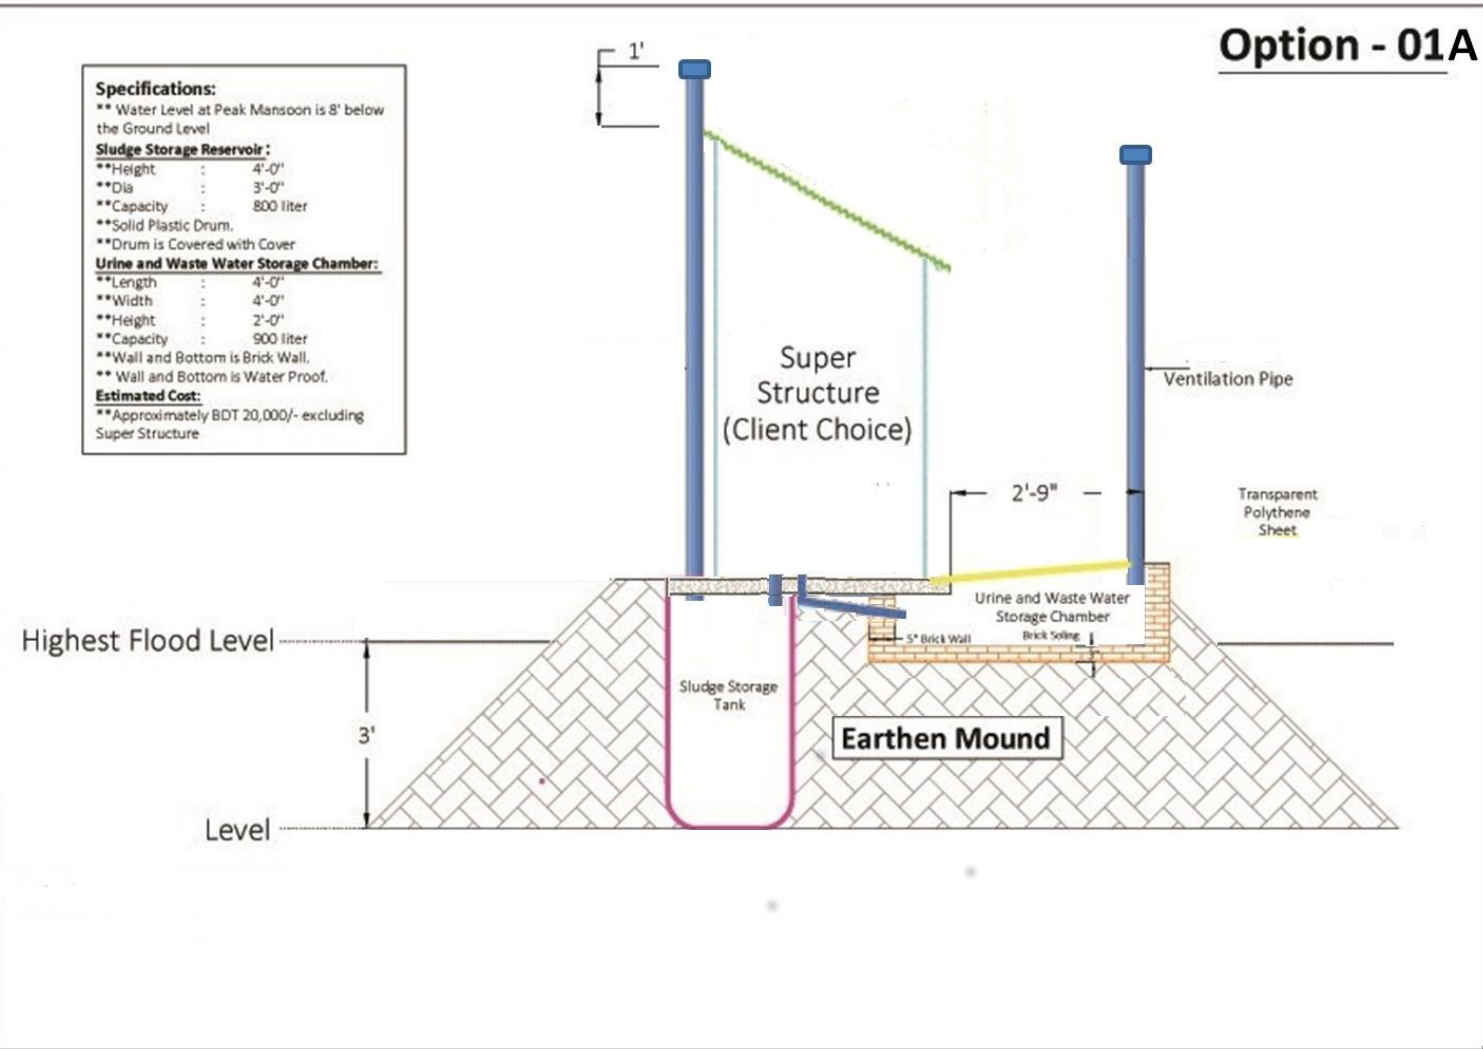 Option - 01A
1'
Specifications:
** Water Level at Peak Mansoon is 8' below
the Ground Level
Sludge Storage Reservoir :
**Height : 4'-0"
**Dia : 3'-0"
**Capacity : 800 liter
**Solid Plastic Drum.
**Drum is Covered with Cover
Urine and Waste Water Storage Chamber:
**Length : 4'-0"
**Width : 4'-0"
**Height : 2'-0"
**Capacity : 900 liter
**Wall and Bottom is Brick Wall.
** Wall and Bottom is Water Proof.
Estimated Cost:
**Approximately BDT 20,000/- excluding
Super Structure
Super
Structure
(Client Choice)
Ventilation Pipe
2'-9"
Transparent
Polythene
Sheet
Urine and Waste Water
Storage Chamber
5" Brick Wall
Brick Soling
Highest Flood Level
Sludge Storage
Tank
3'
Earthen Mound
Level